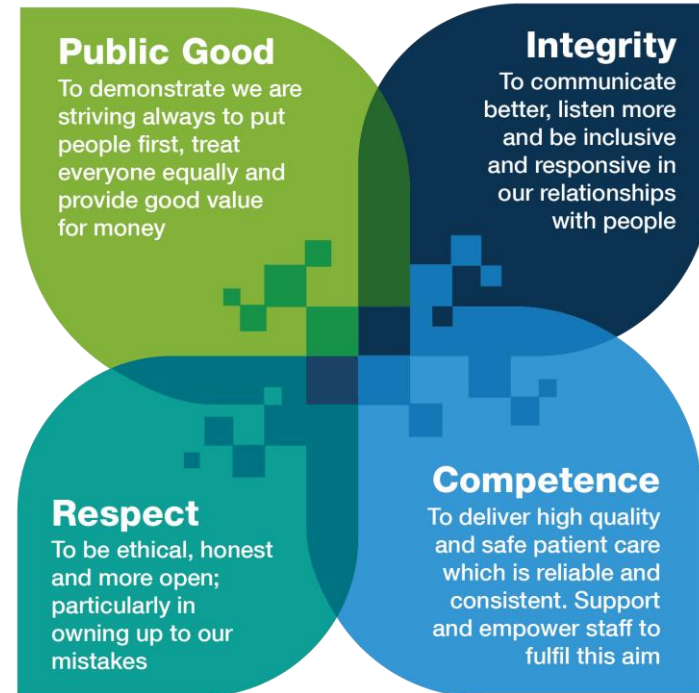 Public Good
To demonstrate we are
striving always to put
people first, treat
everyone equally and
provide good value
for money
Integrity
To communicate
better, listen more
and be inclusive
and responsive in
our relationships
with people
Respect
To be ethical, honest
and more open;
particularly in
owning up to our
mistakes
Competence
To deliver high quality
and safe patient care
which is reliable and
consistent. Support
and empower staff to
fulfil this aim